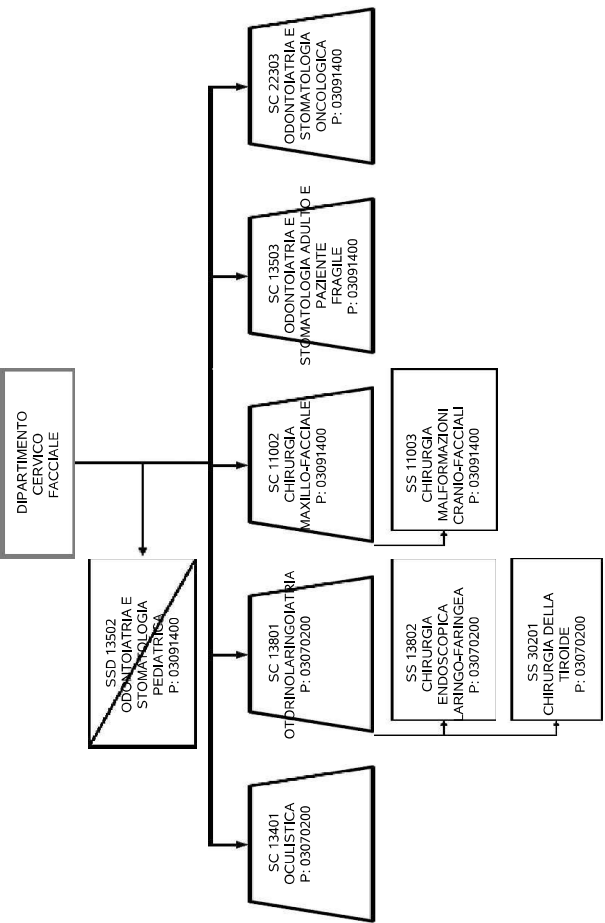 DIPARTIMENTO
CERVICO
FACCIALE
SSD 13502
ODONTOIATRIA E
STOMATOLOGIA
PEDIATRICA
P: 03091400
SC 13401
OCULISTICA
P: 03070200
SC 13801
OTORINOLARINGOIATRIA
P: 03070200
SC 11002
CHIRURGIA
MAXILLO-FACCIALE
P: 03091400
SC 13503
ODONTOIATRIA E
STOMATOLOGIA ADULTO E
PAZIENTE
FRAGILE
P: 03091400
SC 22303
ODONTOIATRIA E
STOMATOLOGIA
ONCOLOGICA
P: 03091400
SS 13802
CHIRURGIA
ENDOSCOPICA
LARINGO-FARINGEA
P: 03070200
SS 11003
CHIRURGIA
MALFORMAZIONI
CRANIO-FACCIALI
P: 03091400
SS 30201
CHIRURGIA DELLA
TIROIDE
P: 03070200